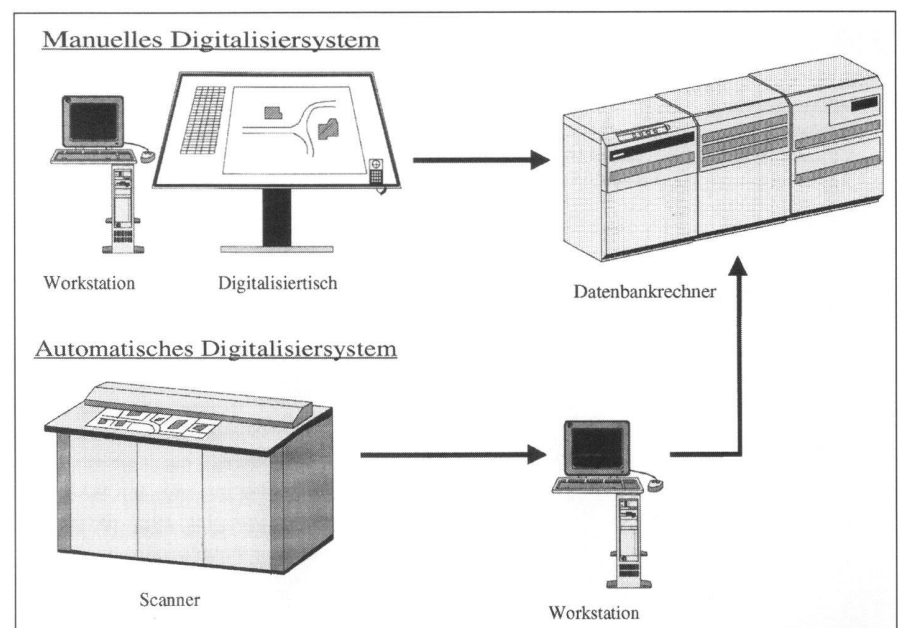 Manuelles Digitalisiersystem
Workstation
Digitalisiertisch
Datenbankrechner
Automatisches Digitalisiersystem
Scanner
Workstation